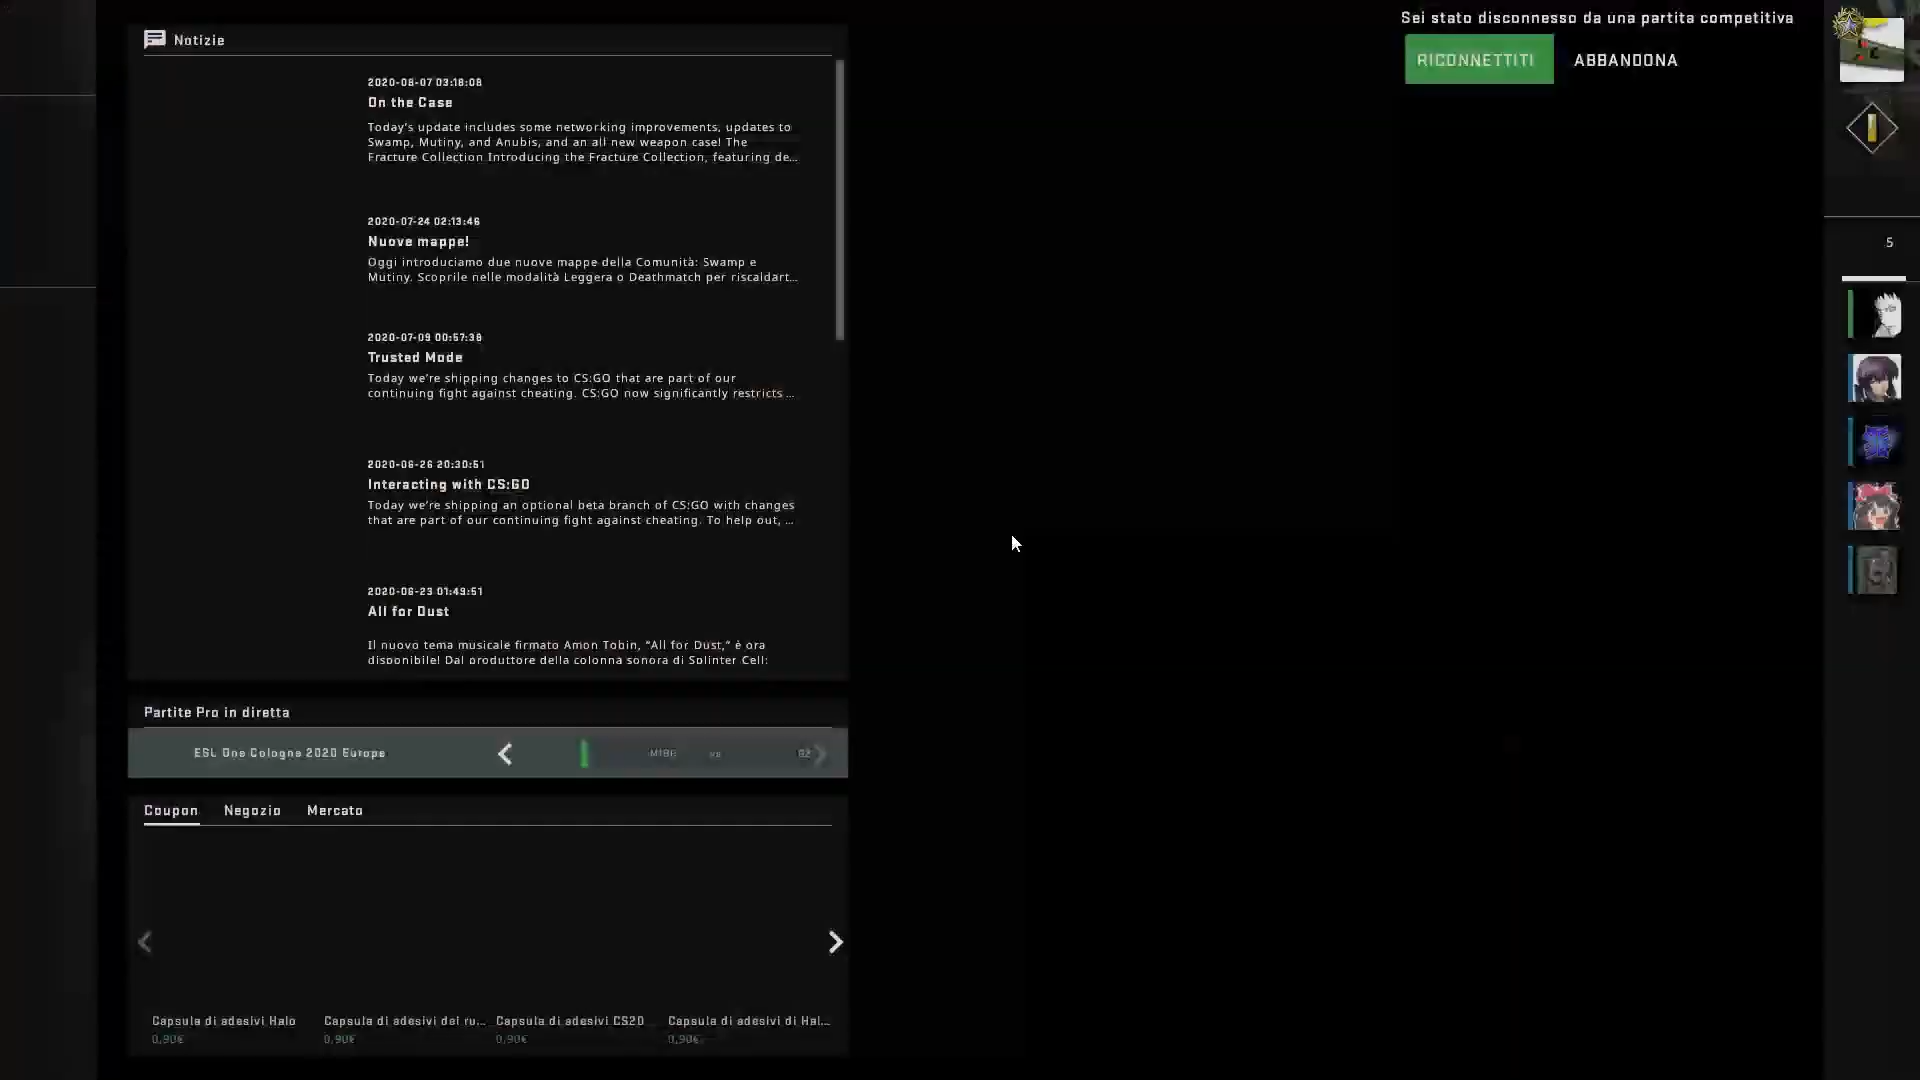 Sei stato disconnesso da una partita competitiva
RICONNETTITI
ABBANDONA
Notizie
2020-08-07 03:18:08
On the Case
Today's update includes some networking improvements, updates to
Swamp, Mutiny, and Anubis, and an all new weapon case! The
Fracture Collection Introducing the Fracture Collection, featuring de...
2020-07-24 02:13:46
Nuove mappe!
Oggi introduciamo due nuove mappe della Comunità: Swamp e
Mutiny. Scoprile nelle modalità Leggera o Deathmatch per riscaldart...
2020-07-09 00:57:38
Trusted Mode
Today we're shipping changes to CS:GO that are part of our
continuing fight against cheating. CS:GO now significantly restricts ...
2020-06-26 20:30:51
Interacting with CS:GO
Today we're shipping an optional beta branch of CS:GO with changes
that are part of our continuing fight against cheating. To help out, ...
2020-06-23 01:49:51
All for Dust
Il nuovo tema musicale firmato Amon Tobin, "All for Dust," è ora
disponibile! Dal produttore della colonna sonora di Splinter Cell:
Partite Pro in diretta
ESL One Cologne 2020 Europe
MIBR
vs
G2
Coupon
Negozio
Mercato
Capsula di adesivi Halo
0,90€
Capsula di adesivi dei ru...
0,90€
Capsula di adesivi CS20
0,90€
Capsula di adesivi di Hal...
0,90€
5